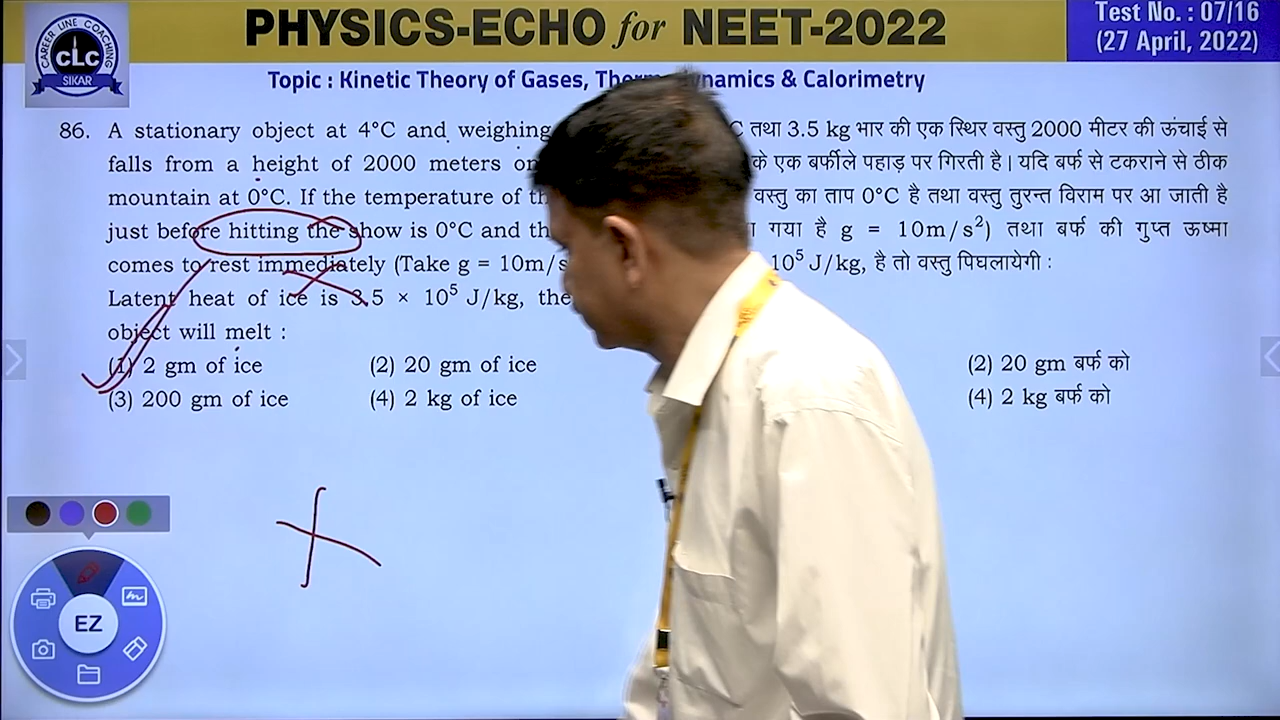 PHYSICS-ECHO for NEET-2022
Test No. : 07/16
(27 April, 2022)
CAREER LINE COACHING
CLC
SIKAR
Topic : Kinetic Theory of Gases, Thermodynamics & Calorimetry
86. A stationary object at 4°C and weighing
falls from a height of 2000 meters on
mountain at 0°C. If the temperature of
just before hitting the show is 0°C and
comes to rest immediately (Take g = 10m/s
Latent heat of ice is 3.5 × 10⁵ J/kg,
object will melt :
(1) 2 gm of ice (2) 20 gm of ice
(3) 200 gm of ice (4) 2 kg of ice
तथा 3.5 kg भार की एक स्थिर वस्तु 2000 मीटर की ऊंचाई से
के एक बर्फीले पहाड़ पर गिरती है। यदि बर्फ से टकराने से ठीक
वस्तु का ताप 0°C है तथा वस्तु तुरन्त विराम पर आ जाती है
गया है g = 10m/s²) तथा बर्फ की गुप्त ऊष्मा
10⁵ J/kg, है तो वस्तु पिघलायेगी :
(2) 20 gm बर्फ को
(4) 2 kg बर्फ को
EZ